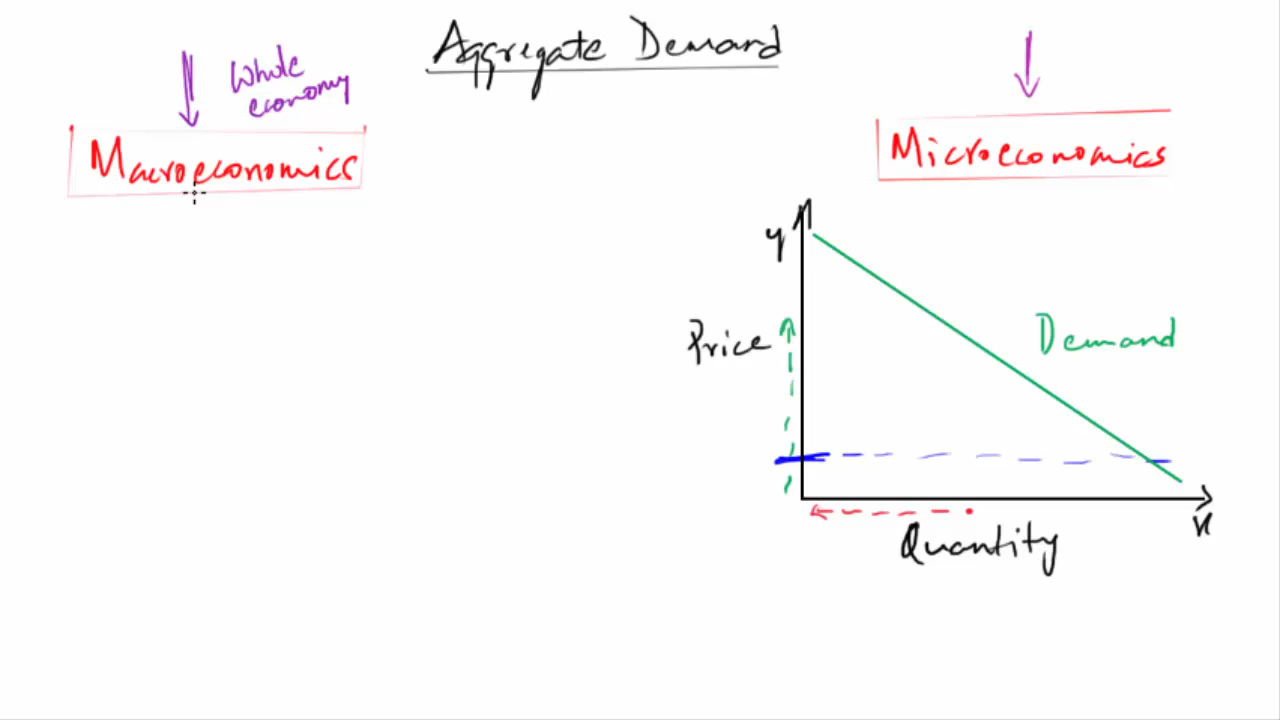 Aggregate Demand
Whole
economy
Macroeconomics
Microeconomics
y
Price
Demand
x
Quantity